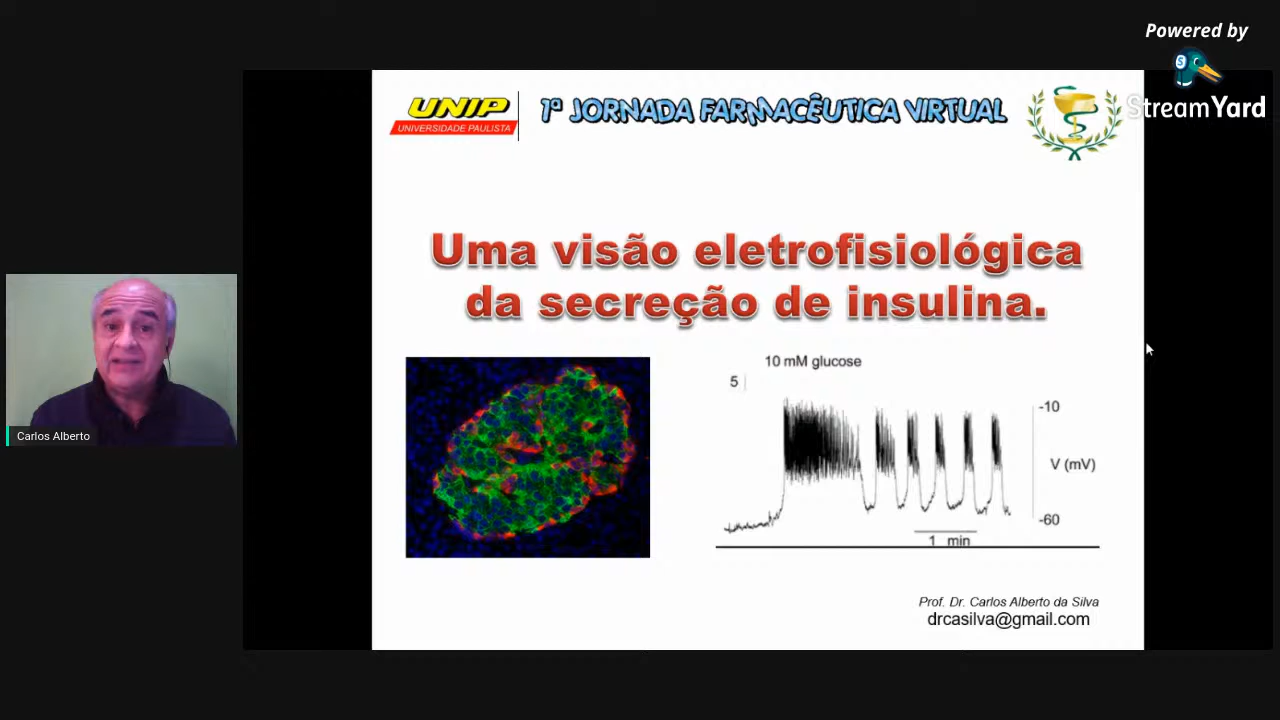 Powered by
StreamYard
UNIP
UNIVERSIDADE PAULISTA
1ª JORNADA FARMACÊUTICA VIRTUAL
Uma visão eletrofisiológica
da secreção de insulina.
10 mM glucose
5
-10
V (mV)
-60
1 min
Prof. Dr. Carlos Alberto da Silva
drcasilva@gmail.com
Carlos Alberto